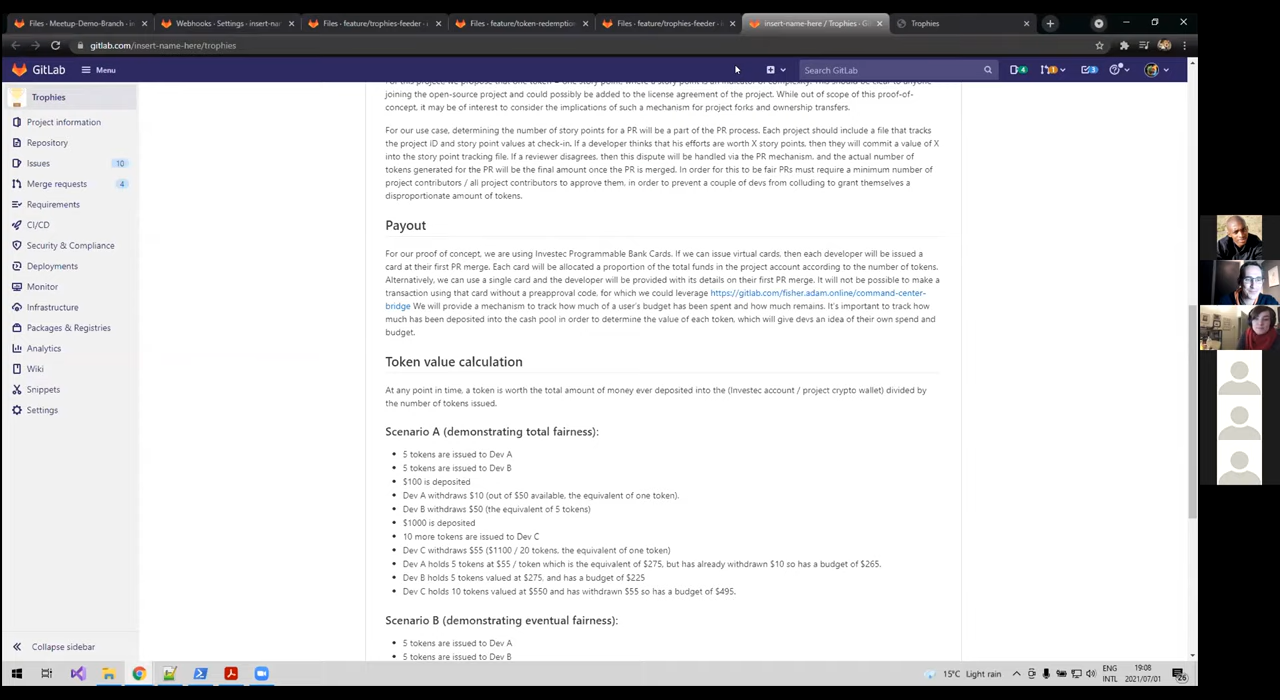 Files - Meetup-Demo-Branch - in
Webhooks · Settings · insert-nam
Files · feature/trophies-feeder · i
Files · feature/token-redemption
Files · feature/trophies-feeder ·
insert-name-here / Trophies · Gi
Trophies
gitlab.com/insert-name-here/trophies
GitLab
Menu
Search GitLab
4
1
3
Trophies
Project information
Repository
Issues 10
Merge requests 4
Requirements
CI/CD
Security & Compliance
Deployments
Monitor
Infrastructure
Packages & Registries
Analytics
Wiki
Snippets
Settings
Collapse sidebar
joining the open-source project and could possibly be added to the license agreement of the project. While out of scope of this proof-of-
concept, it may be of interest to consider the implications of such a mechanism for project forks and ownership transfers.
For our use case, determining the number of story points for a PR will be a part of the PR process. Each project should include a file that tracks
the project iD and story point values at check-in. If a developer thinks that his efforts are worth X story points, then they will commit a value of X
into the story point tracking file. If a reviewer disagrees, then this dispute will be handled via the PR mechanism, and the actual number of
tokens generated for the PR will be the final amount once the PR is merged. In order for this to be fair PRs must require a minimum number of
project contributors / all project contributors to approve them, in order to prevent a couple of devs from colluding to grant themselves a
disproportionate amount of tokens.
Payout
For our proof of concept, we are using Investec Programmable Bank Cards. If we can issue virtual cards, then each developer will be issued a
card at their first PR merge. Each card will be allocated a proportion of the total funds in the project account according to the number of tokens.
Alternatively, we can use a single card and the developer will be provided with its details on their first PR merge. It will not be possible to make a
transaction using that card without a preapproval code, for which we could leverage https://gitlab.com/fisher.adam.online/command-center-
bridge We will provide a mechanism to track how much of a user's budget has been spent and how much remains. It's important to track how
much has been deposited into the cash pool in order to determine the value of each token, which will give devs an idea of their own spend and
budget.
Token value calculation
At any point in time, a token is worth the total amount of money ever deposited into the (Investec account / project crypto wallet) divided by
the number of tokens issued.
Scenario A (demonstrating total fairness):
• 5 tokens are issued to Dev A
• 5 tokens are issued to Dev B
• $100 is deposited
• Dev A withdraws $10 (out of $50 available, the equivalent of one token).
• Dev B withdraws $50 (the equivalent of 5 tokens)
• $1000 is deposited
• 10 more tokens are issued to Dev C
• Dev C withdraws $55 ($1100 / 20 tokens, the equivalent of one token)
• Dev A holds 5 tokens at $55 / token which is the equivalent of $275, but has already withdrawn $10 so has a budget of $265.
• Dev B holds 5 tokens valued at $275, and has a budget of $225
• Dev C holds 10 tokens valued at $550 and has withdrawn $55 so has a budget of $495.
Scenario B (demonstrating eventual fairness):
• 5 tokens are issued to Dev A
• 5 tokens are issued to Dev B
15°C Light rain
ENG
INTL
19:08
2021/07/01
26